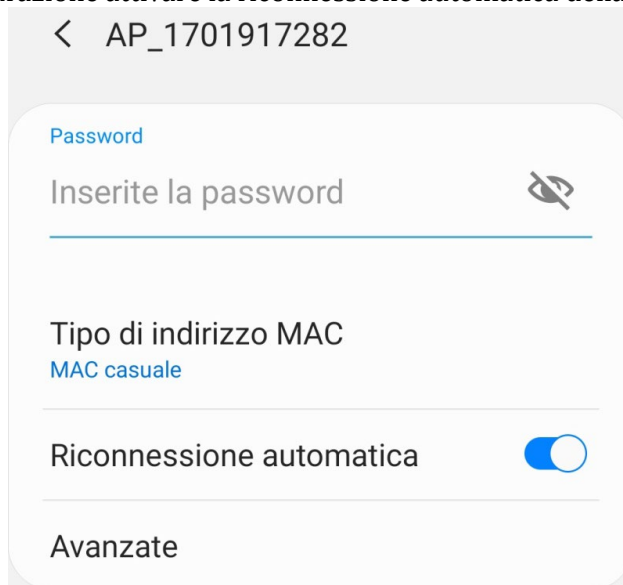 AP_1701917282
Password
Inserite la password
Tipo di indirizzo MAC
MAC casuale
Riconnessione automatica
Avanzate